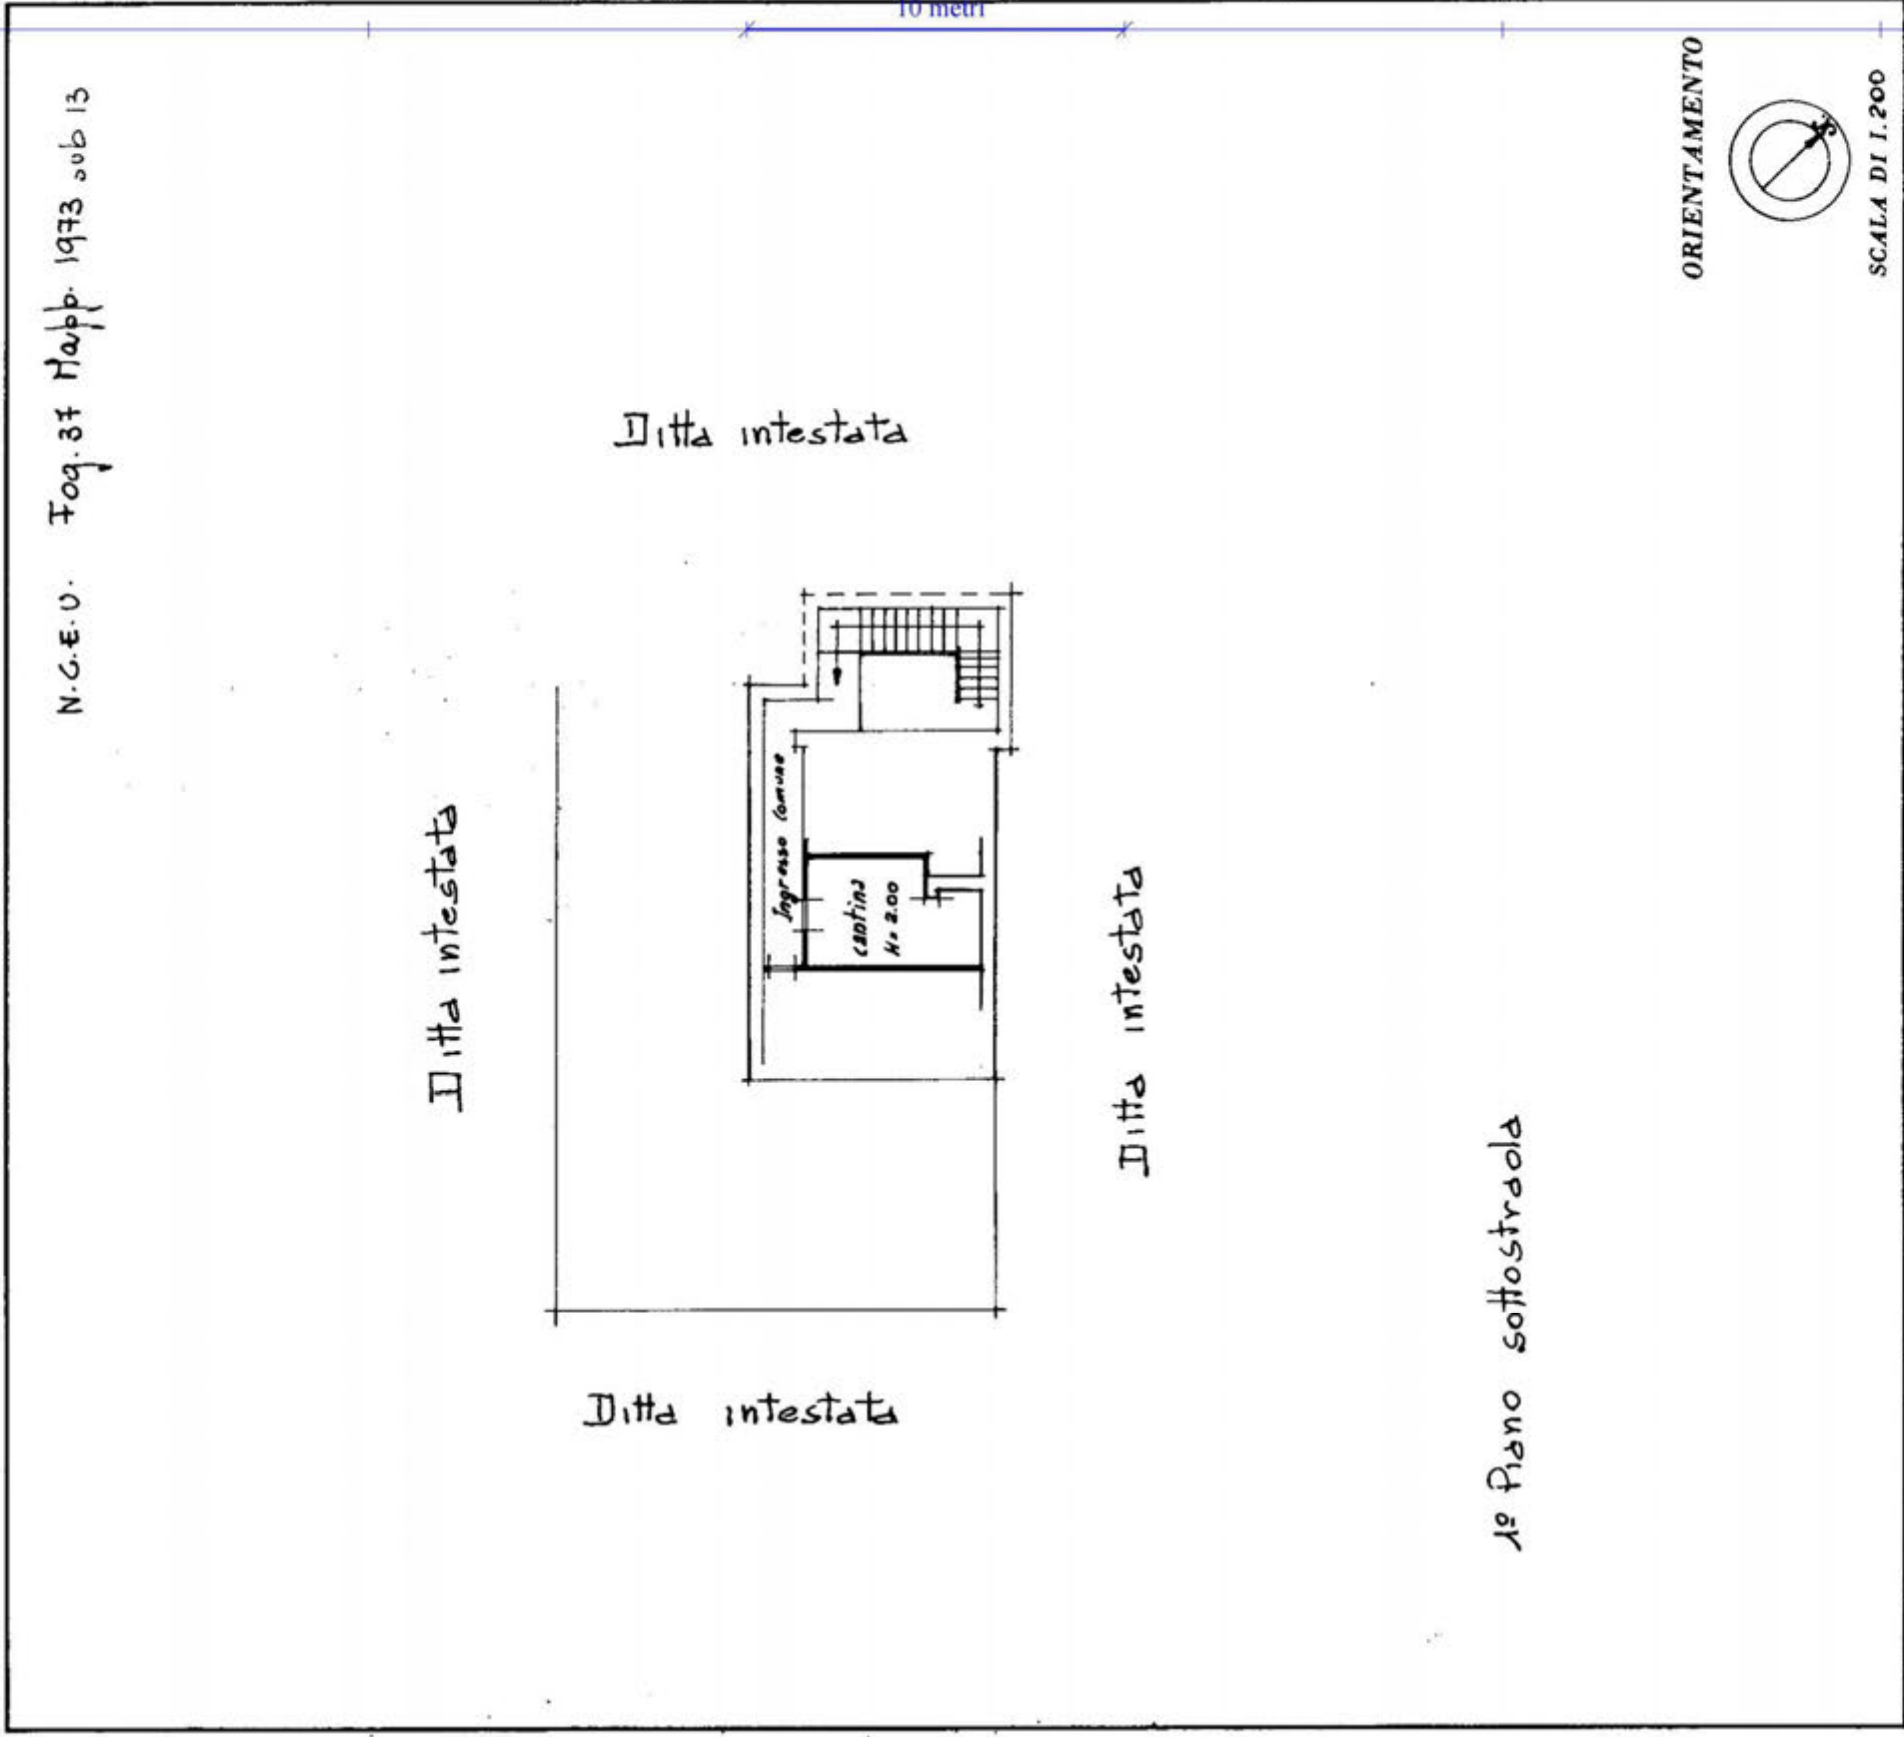 10 metri
N.C.E.U. Fog. 37 Mapp. 1973 sub 13
ORIENTAMENTO
N
SCALA DI 1.200
Ditta intestata
Ditta intestata
Ingresso Comune
Cantina
H= 2.00
Ditta intestata
Ditta intestata
1º Piano sottostrada